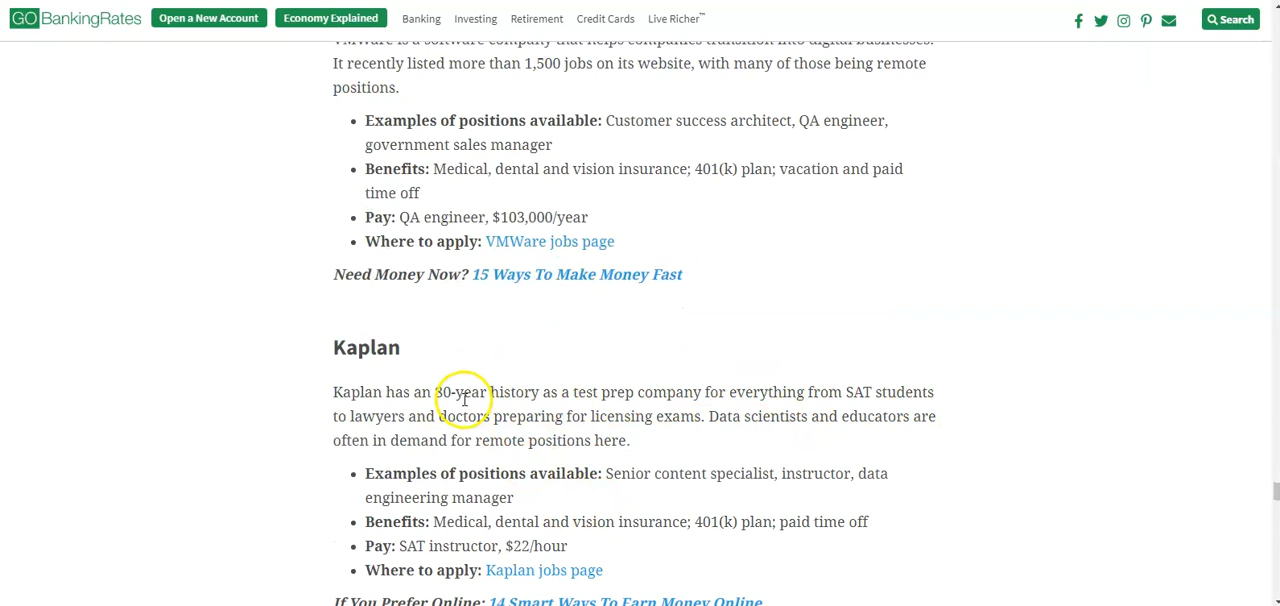 GOBankingRates Open a New Account Economy Explained Banking Investing Retirement Credit Cards Live Richer™ Search
VMWare is a software company that helps companies transition into digital businesses.
It recently listed more than 1,500 jobs on its website, with many of those being remote
positions.
• Examples of positions available: Customer success architect, QA engineer,
government sales manager
• Benefits: Medical, dental and vision insurance; 401(k) plan; vacation and paid
time off
• Pay: QA engineer, $103,000/year
• Where to apply: VMWare jobs page
Need Money Now? 15 Ways To Make Money Fast
Kaplan
Kaplan has an 80-year history as a test prep company for everything from SAT students
to lawyers and doctors preparing for licensing exams. Data scientists and educators are
often in demand for remote positions here.
• Examples of positions available: Senior content specialist, instructor, data
engineering manager
• Benefits: Medical, dental and vision insurance; 401(k) plan; paid time off
• Pay: SAT instructor, $22/hour
• Where to apply: Kaplan jobs page
If You Prefer Online: 14 Smart Ways To Earn Money Online